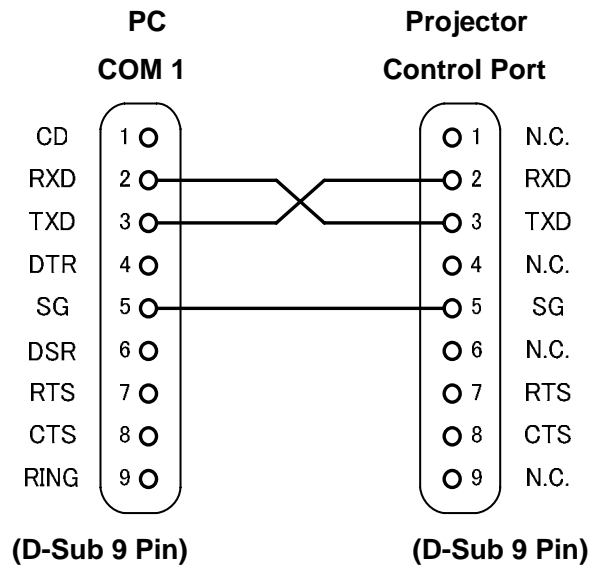 PC Projector
COM 1 Control Port
CD 1 1 N.C.
RXD 2 2 RXD
TXD 3 3 TXD
DTR 4 4 N.C.
SG 5 5 SG
DSR 6 6 N.C.
RTS 7 7 RTS
CTS 8 8 CTS
RING 9 9 N.C.
(D-Sub 9 Pin) (D-Sub 9 Pin)